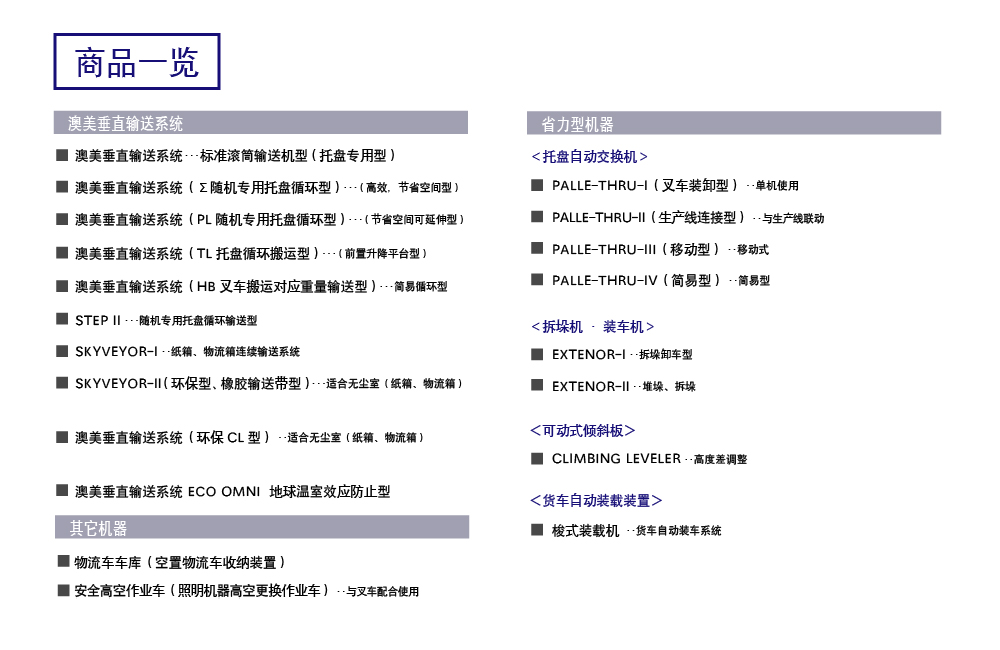 商品一览
澳美垂直输送系统
■ 澳美垂直输送系统···标准滚筒输送机型（托盘专用型）
■ 澳美垂直输送系统（Σ随机专用托盘循环型）···（高效，节省空间型）
■ 澳美垂直输送系统（PL 随机专用托盘循环型）···（节省空间可延伸型）
■ 澳美垂直输送系统（TL 托盘循环搬运型）···（前置升降平台型）
■ 澳美垂直输送系统（HB 叉车搬运对应重量输送型）···简易循环型
■ STEP II ···随机专用托盘循环输送型
■ SKYVEYOR-I ··纸箱、物流箱连续输送系统
■ SKYVEYOR-II（环保型、橡胶输送带型）···适合无尘室（纸箱、物流箱）
■ 澳美垂直输送系统（环保 CL 型） ··适合无尘室（纸箱、物流箱）
■ 澳美垂直输送系统 ECO OMNI 地球温室效应防止型
其它机器
■ 物流车车库（空置物流车收纳装置）
■ 安全高空作业车（照明机器高空更换作业车） ··与叉车配合使用
省力型机器
＜托盘自动交换机＞
■ PALLE-THRU-I（叉车装卸型） ··单机使用
■ PALLE-THRU-II（生产线连接型） ··与生产线联动
■ PALLE-THRU-III（移动型） ··移动式
■ PALLE-THRU-IV（简易型） ··简易型
＜拆垛机 · 装车机＞
■ EXTENOR-I ··拆垛卸车型
■ EXTENOR-II ··堆垛、拆垛
＜可动式倾斜板＞
■ CLIMBING LEVELER ··高度差调整
＜货车自动装载装置＞
■ 梭式装载机 ··货车自动装车系统